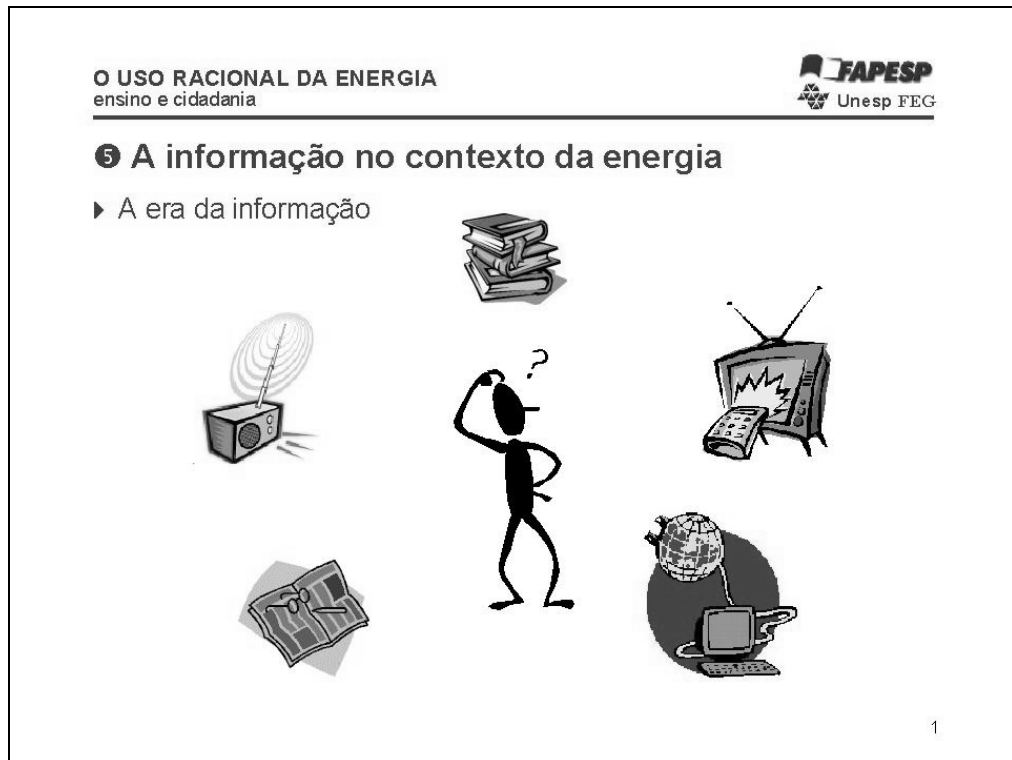 O USO RACIONAL DA ENERGIA
ensino e cidadania
FAPESP
Unesp FEG
❺ A informação no contexto da energia
A era da informação
?
1